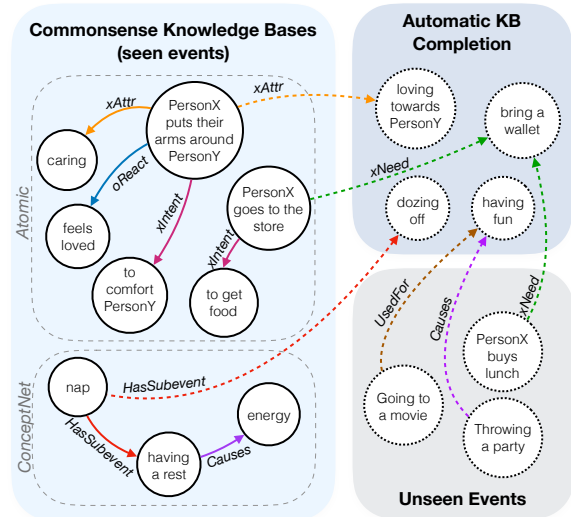 Commonsense Knowledge Bases
(seen events)
Atomic
xAttr
PersonX
puts their
arms around
PersonY
xAttr
caring
oReact
feels
loved
xIntent
to
comfort
PersonY
PersonX
goes to the
store
xIntent
to get
food
xNeed
ConceptNet
nap
HasSubevent
HasSubevent
having
a rest
Causes
energy
Automatic KB
Completion
loving
towards
PersonY
bring a
wallet
dozing
off
having
fun
UsedFor
Causes
xNeed
PersonX
buys
lunch
Going to
a movie
Throwing
a party
Unseen Events